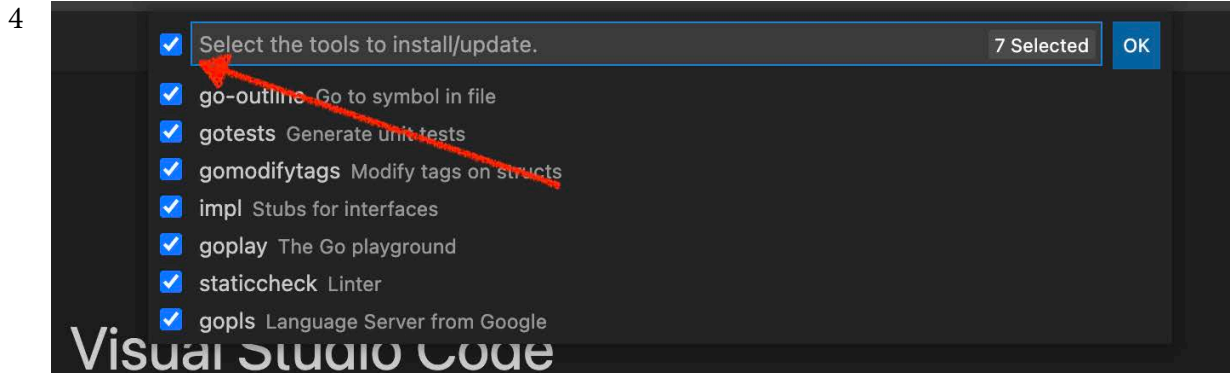 4
Select the tools to install/update. 7 Selected OK
go-outline Go to symbol in file
gotests Generate unit tests
gomodifytags Modify tags on structs
impl Stubs for interfaces
goplay The Go playground
staticcheck Linter
gopls Language Server from Google
Visual Studio Code